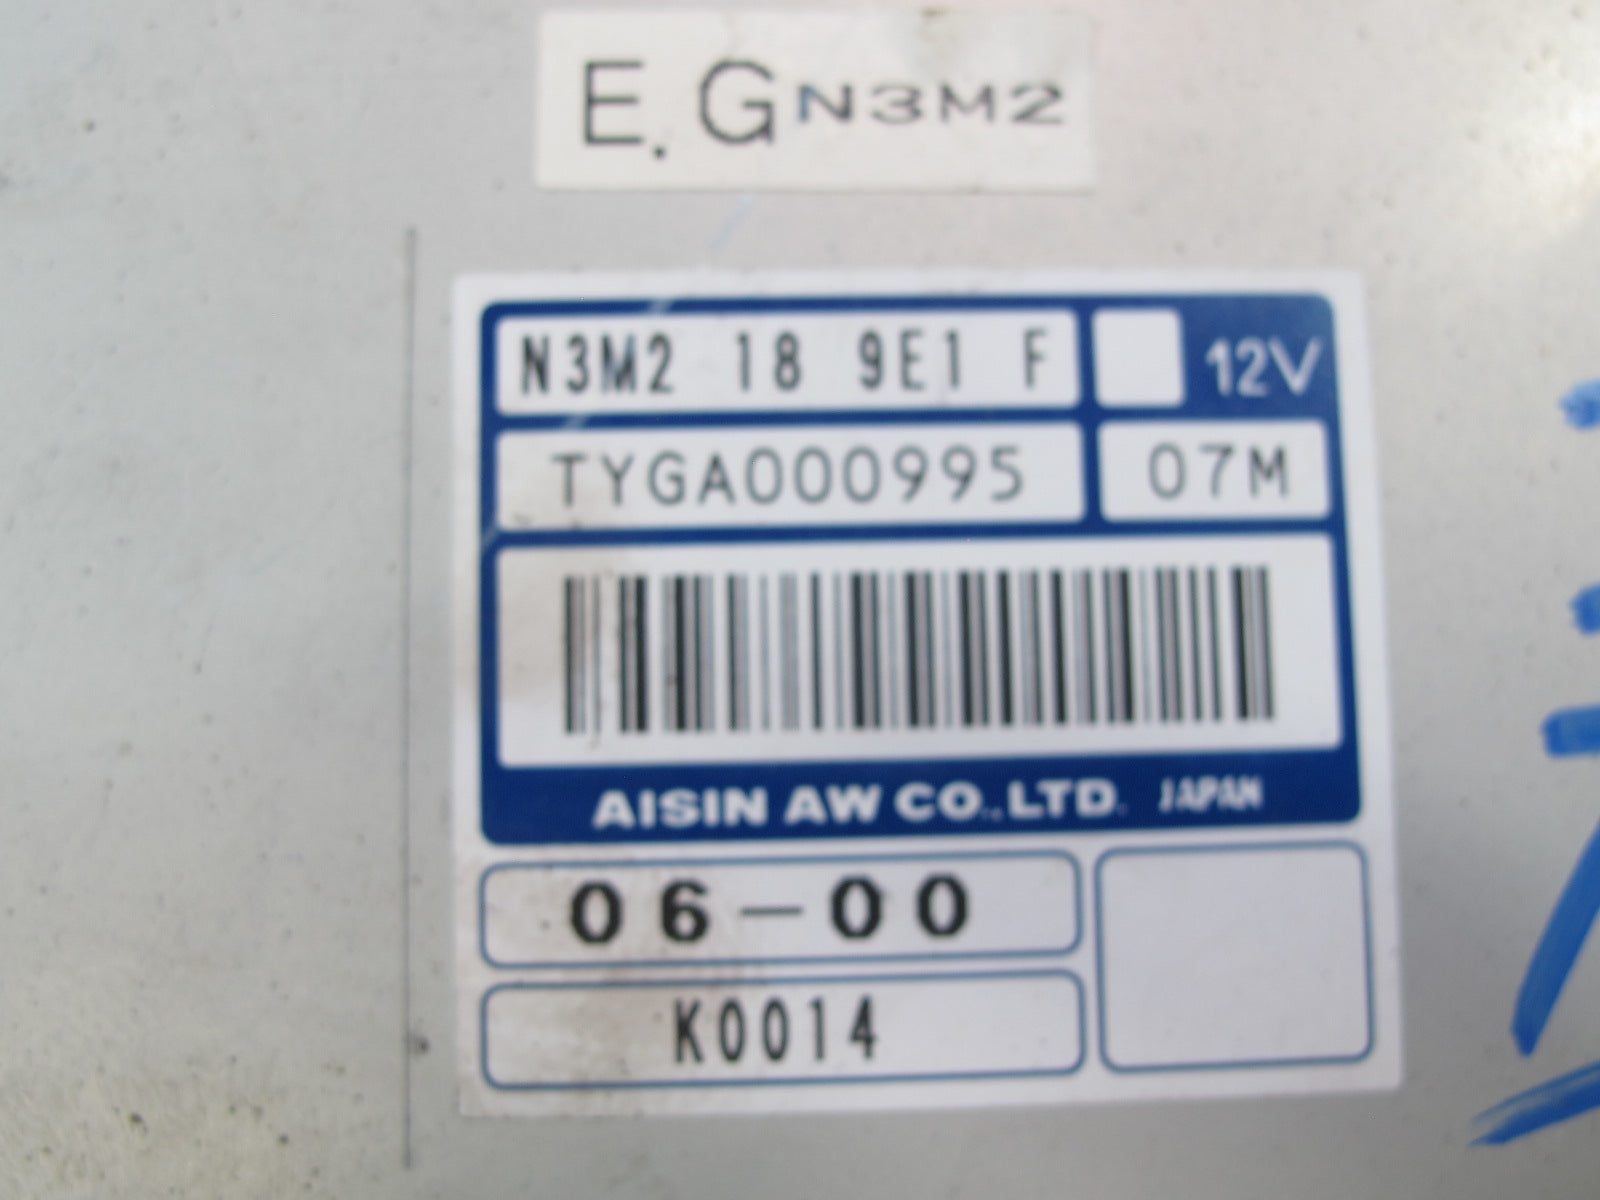 E. G N3M2
N3M2 18 9E1 F 12V
TYGA000995 07M
AISIN AW CO., LTD. JAPAN
06-00
K0014